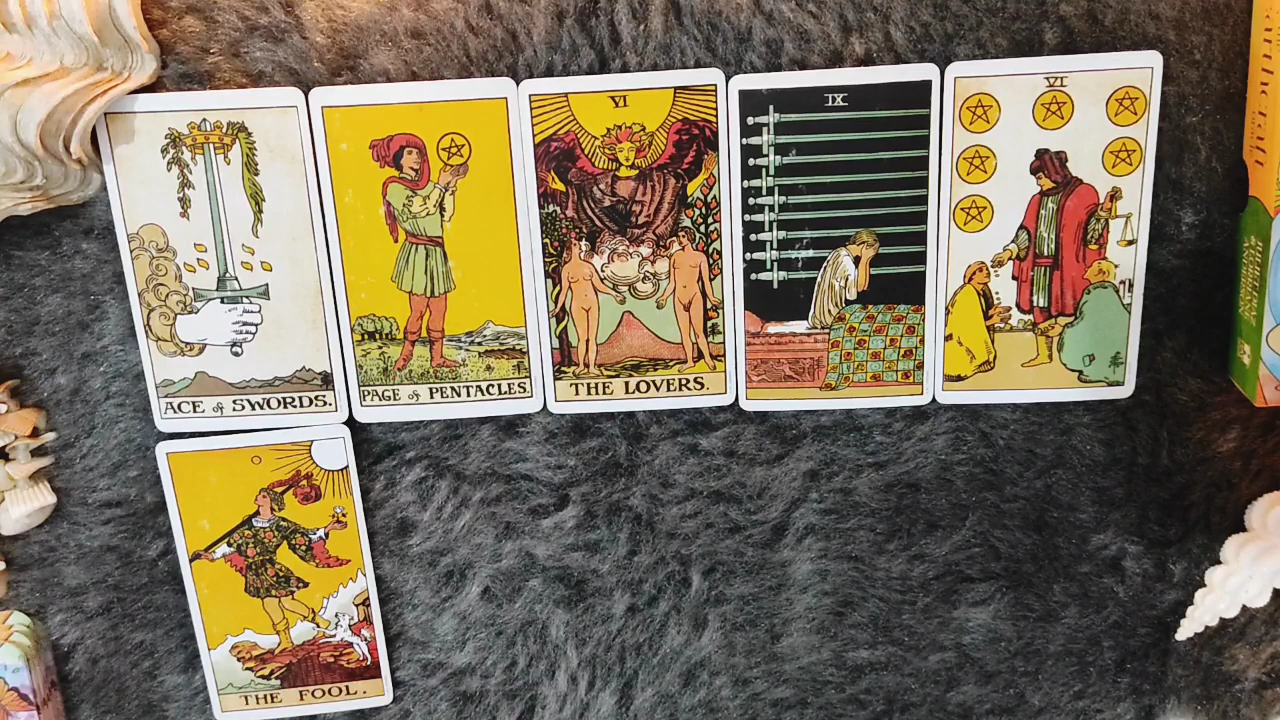 ACE of SWORDS.
PAGE of PENTACLES.
VI
THE LOVERS.
IX
VI
THE FOOL.